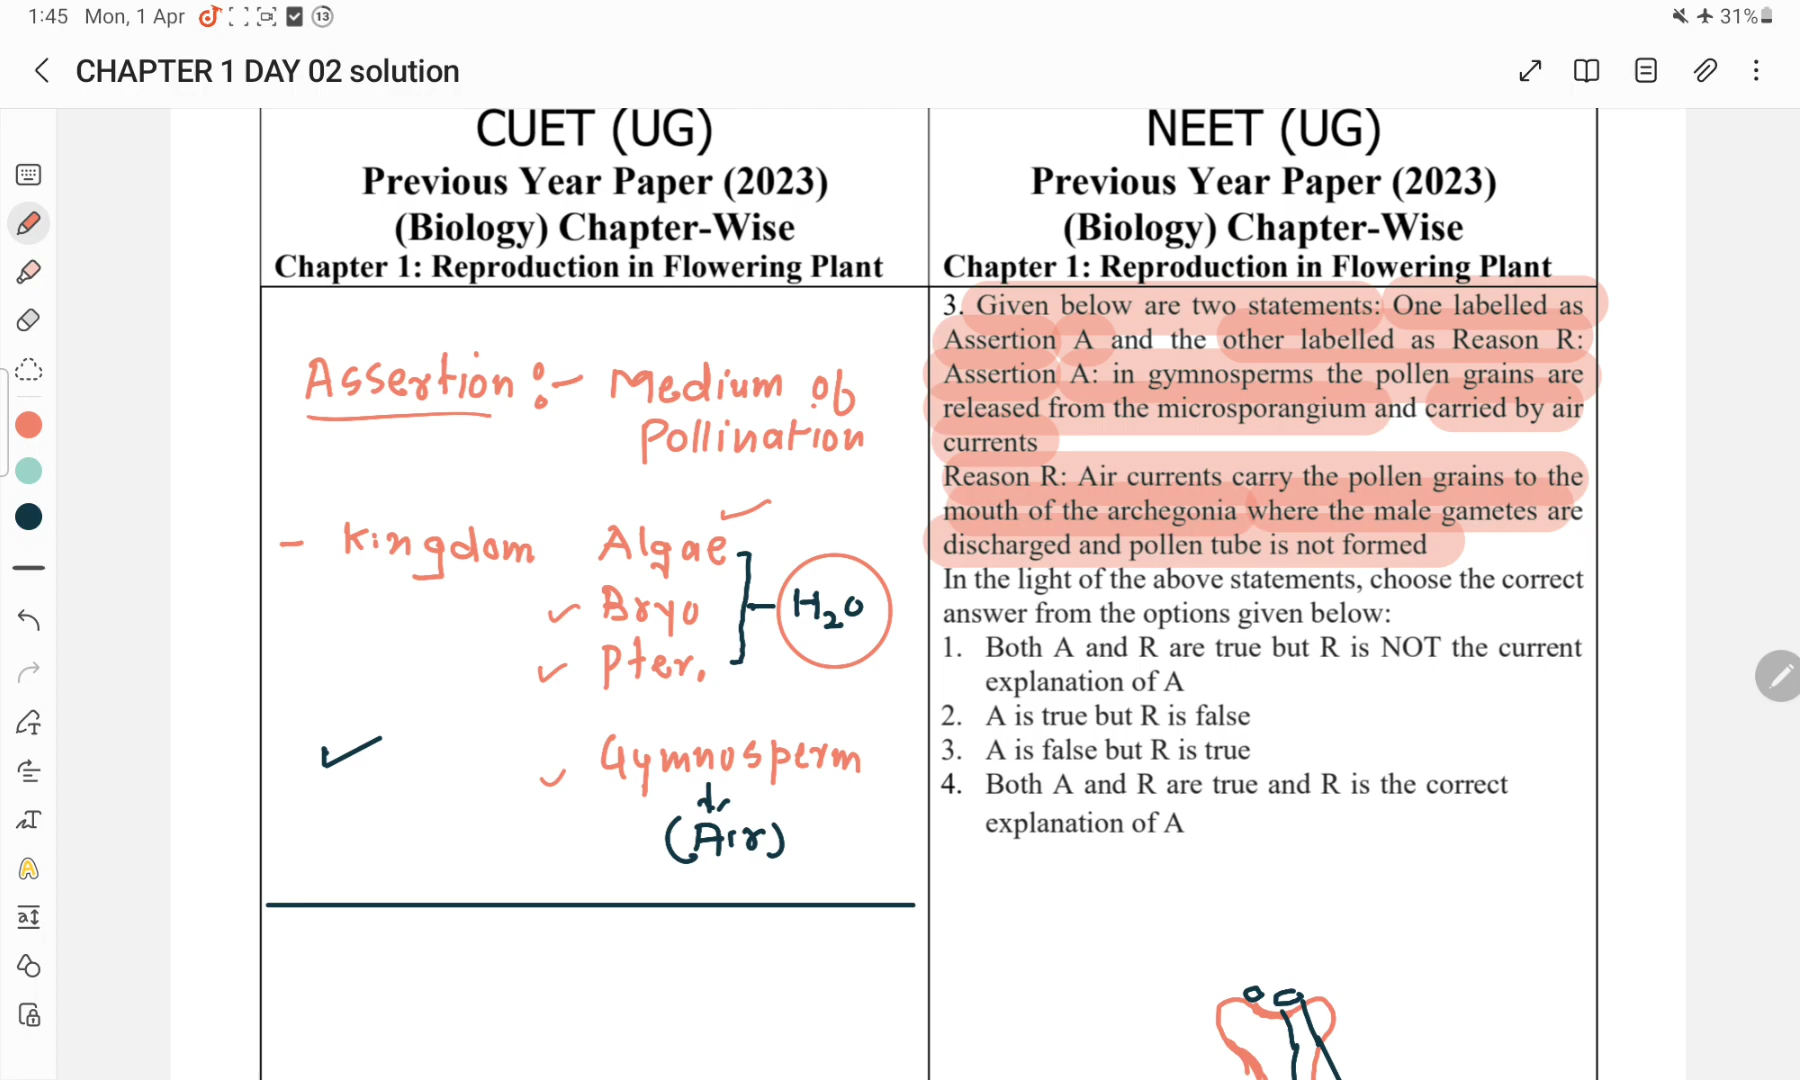 1:45 Mon, 1 Apr 13 31%
CHAPTER 1 DAY 02 solution
CUET (UG)
Previous Year Paper (2023)
(Biology) Chapter-Wise
Chapter 1: Reproduction in Flowering Plant
Assertion :- Medium of
Pollination
- Kingdom Algae
Bryo
Pter.
H2O
Gymnosperm
(Air)
NEET (UG)
Previous Year Paper (2023)
(Biology) Chapter-Wise
Chapter 1: Reproduction in Flowering Plant
3. Given below are two statements: One labelled as
Assertion A and the other labelled as Reason R:
Assertion A: in gymnosperms the pollen grains are
released from the microsporangium and carried by air
currents
Reason R: Air currents carry the pollen grains to the
mouth of the archegonia where the male gametes are
discharged and pollen tube is not formed
In the light of the above statements, choose the correct
answer from the options given below:
1. Both A and R are true but R is NOT the current
explanation of A
2. A is true but R is false
3. A is false but R is true
4. Both A and R are true and R is the correct
explanation of A